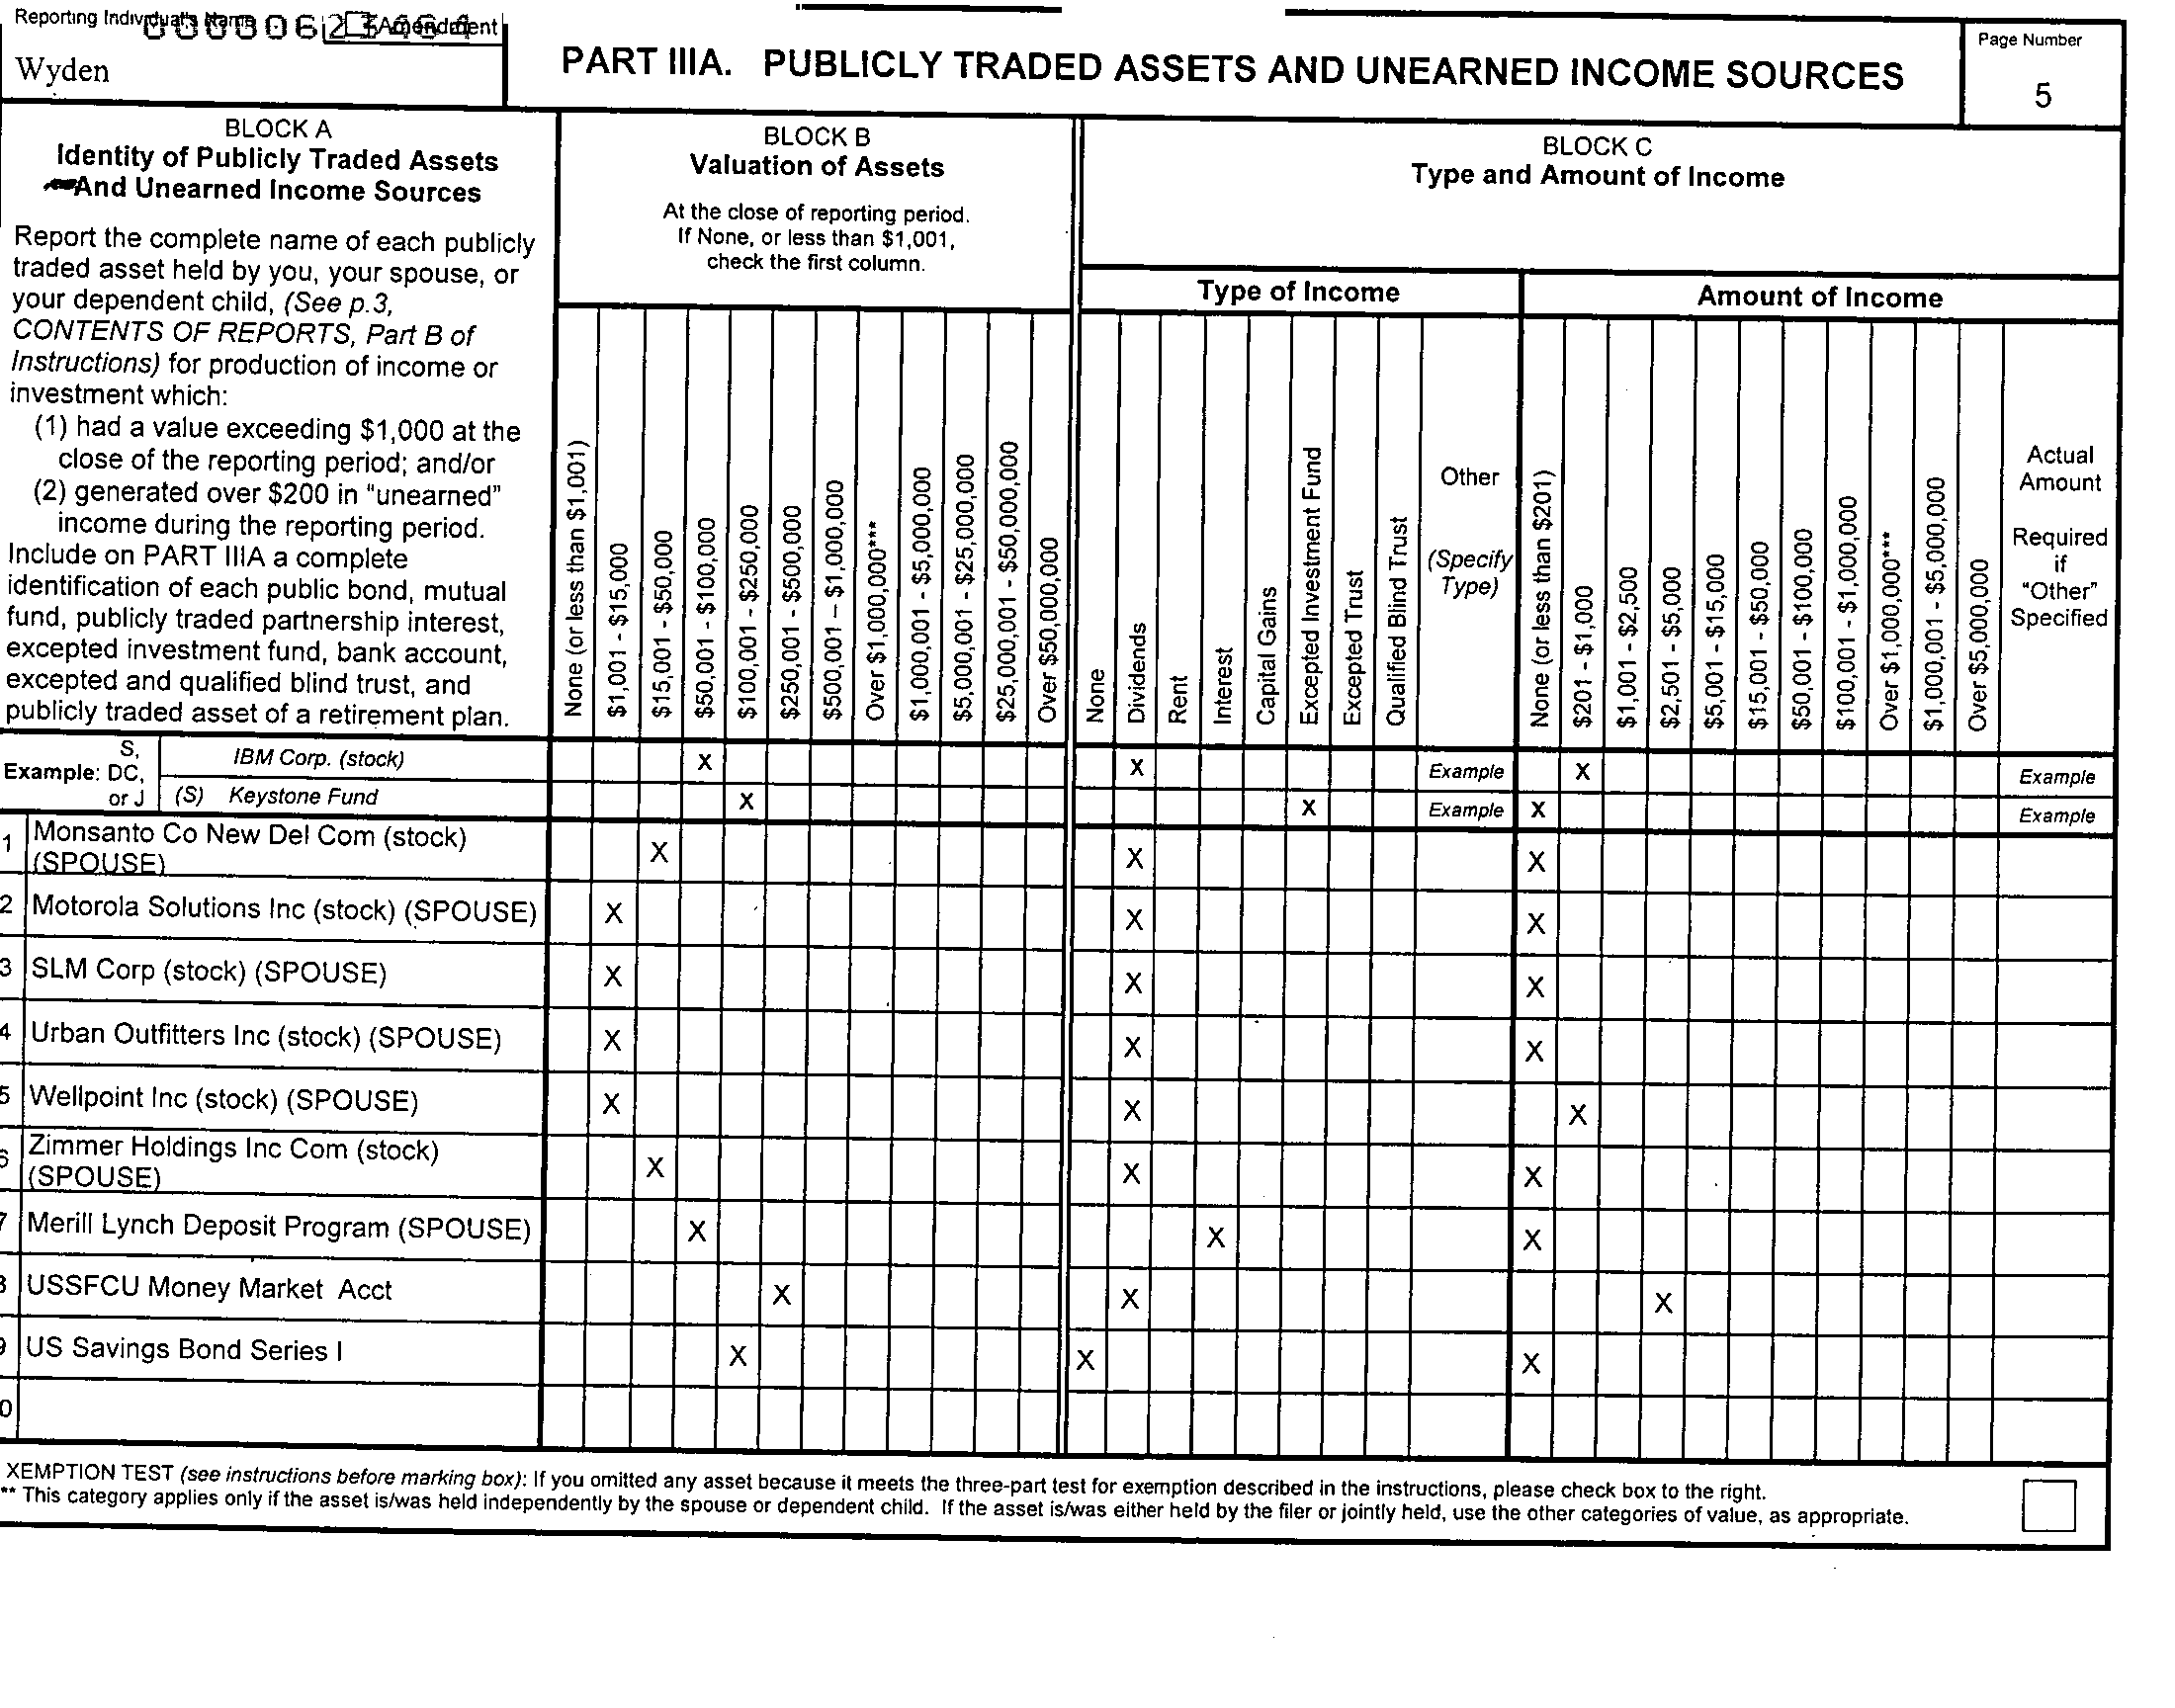 Reporting Individual's Name
Amendment
Wyden
PART IIIA. PUBLICLY TRADED ASSETS AND UNEARNED INCOME SOURCES
Page Number
5
BLOCK A
Identity of Publicly Traded Assets
And Unearned Income Sources
Report the complete name of each publicly
traded asset held by you, your spouse, or
your dependent child, (See p.3,
CONTENTS OF REPORTS, Part B of
Instructions) for production of income or
investment which:
(1) had a value exceeding $1,000 at the
close of the reporting period; and/or
(2) generated over $200 in "unearned"
income during the reporting period.
Include on PART IIIA a complete
identification of each public bond, mutual
fund, publicly traded partnership interest,
excepted investment fund, bank account,
excepted and qualified blind trust, and
publicly traded asset of a retirement plan.
BLOCK B
Valuation of Assets
At the close of reporting period.
If None, or less than $1,001,
check the first column.
BLOCK C
Type and Amount of Income
Type of Income
Amount of Income
None (or less than $1,001)
$1,001 - $15,000
$15,001 - $50,000
$50,001 - $100,000
$100,001 - $250,000
$250,001 - $500,000
$500,001 – $1,000,000
Over $1,000,000***
$1,000,001 - $5,000,000
$5,000,001 - $25,000,000
$25,000,001 - $50,000,000
Over $50,000,000
None
Dividends
Rent
Interest
Capital Gains
Excepted Investment Fund
Excepted Trust
Qualified Blind Trust
Other
(Specify
Type)
None (or less than $201)
$201 - $1,000
$1,001 - $2,500
$2,501 - $5,000
$5,001 - $15,000
$15,001 - $50,000
$50,001 - $100,000
$100,001 - $1,000,000
Over $1,000,000***
$1,000,001 - $5,000,000
Over $5,000,000
Actual
Amount
Required
if
"Other"
Specified
Example: S, DC, or J
IBM Corp. (stock) X X Example X Example
(S) Keystone Fund X X Example X Example
1 Monsanto Co New Del Com (stock)
(SPOUSE) X X X
2 Motorola Solutions Inc (stock) (SPOUSE) X X X
3 SLM Corp (stock) (SPOUSE) X X X
4 Urban Outfitters Inc (stock) (SPOUSE) X X X
5 Wellpoint Inc (stock) (SPOUSE) X X X
6 Zimmer Holdings Inc Com (stock)
(SPOUSE) X X X
7 Merill Lynch Deposit Program (SPOUSE) X X X
8 USSFCU Money Market Acct X X X
9 US Savings Bond Series I X X X
0
XEMPTION TEST (see instructions before marking box): If you omitted any asset because it meets the three-part test for exemption described in the instructions, please check box to the right.
** This category applies only if the asset is/was held independently by the spouse or dependent child. If the asset is/was either held by the filer or jointly held, use the other categories of value, as appropriate.